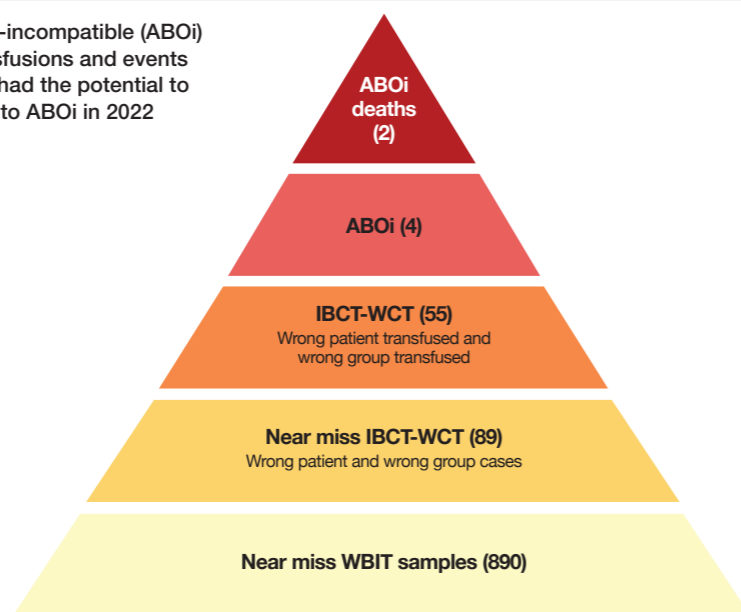 -incompatible (ABOi)
sfusions and events
had the potential to
to ABOi in 2022
ABOi
deaths
(2)
ABOi (4)
IBCT-WCT (55)
Wrong patient transfused and
wrong group transfused
Near miss IBCT-WCT (89)
Wrong patient and wrong group cases
Near miss WBIT samples (890)